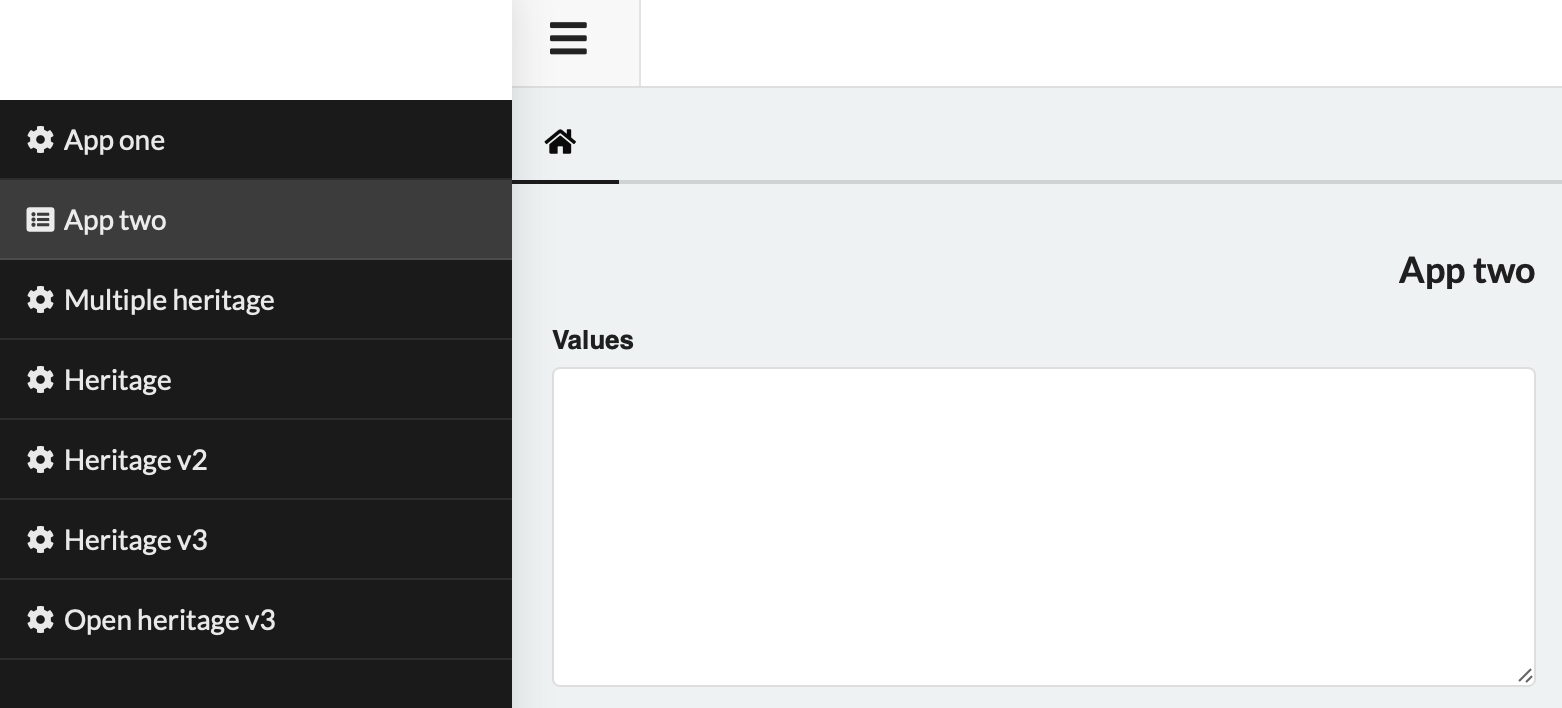 App one
App two
Multiple heritage
Heritage
Heritage v2
Heritage v3
Open heritage v3
App two
Values